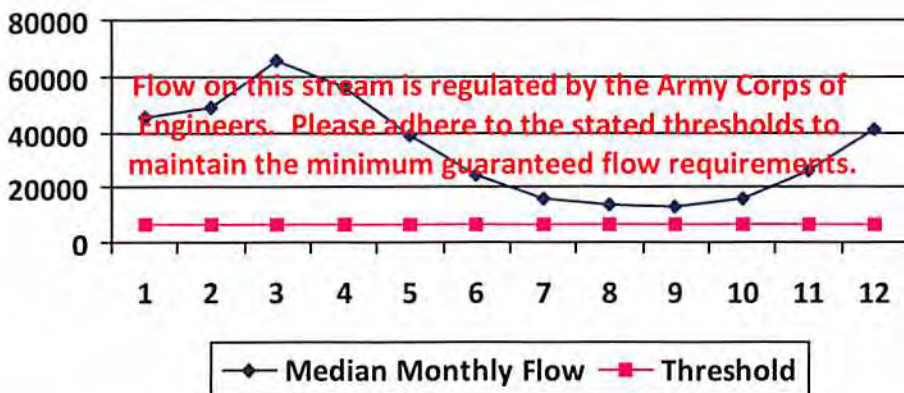 80000
60000
40000
20000
0
Flow on this stream is regulated by the Army Corps of
Engineers. Please adhere to the stated thresholds to
maintain the minimum guaranteed flow requirements.
1 2 3 4 5 6 7 8 9 10 11 12
Median Monthly Flow Threshold